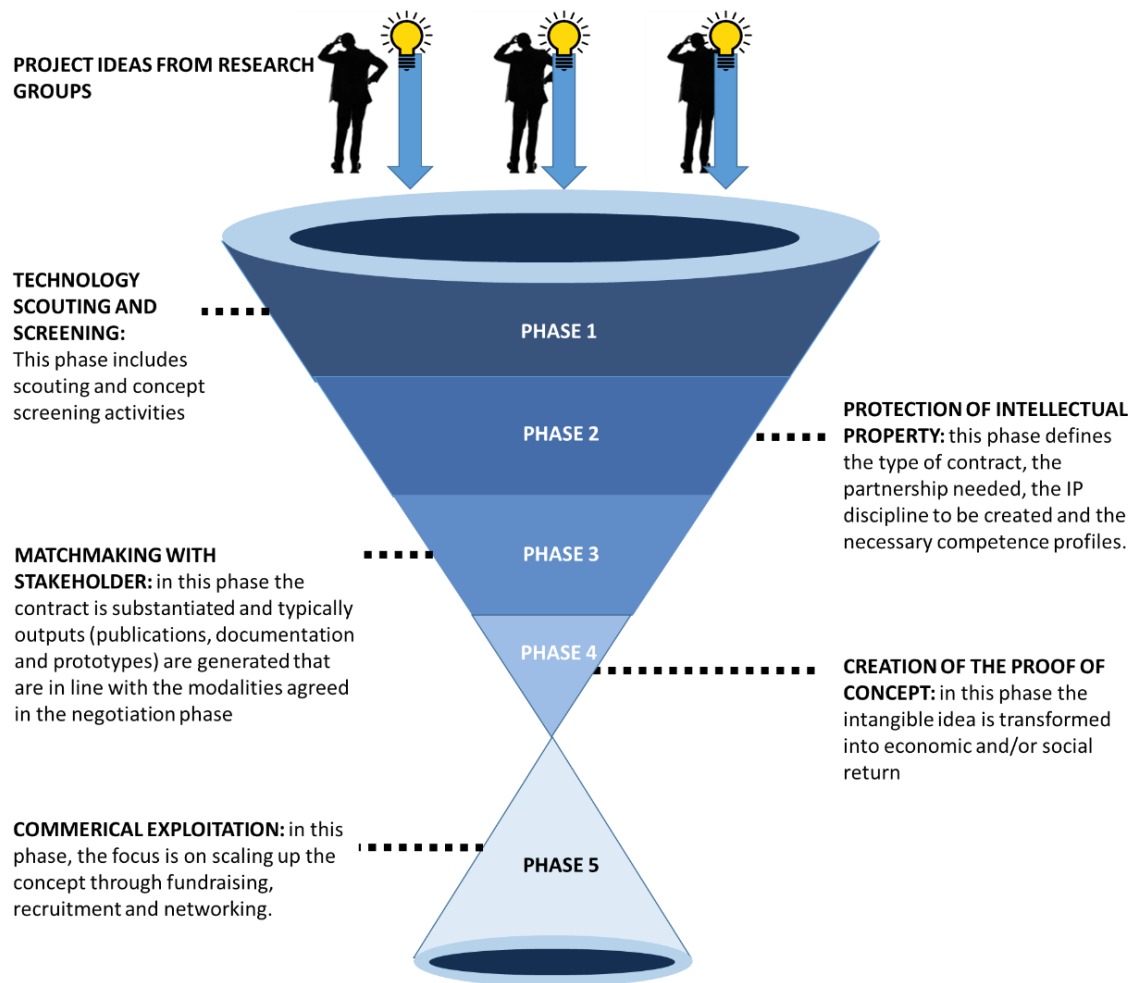 PROJECT IDEAS FROM RESEARCH
GROUPS
TECHNOLOGY
SCOUTING AND
SCREENING:
This phase includes
scouting and concept
screening activities
PHASE 1
PHASE 2
PROTECTION OF INTELLECTUAL
PROPERTY: this phase defines
the type of contract, the
partnership needed, the IP
discipline to be created and the
necessary competence profiles.
PHASE 3
MATCHMAKING WITH
STAKEHOLDER: in this phase the
contract is substantiated and typically
outputs (publications, documentation
and prototypes) are generated that
are in line with the modalities agreed
in the negotiation phase
PHASE 4
CREATION OF THE PROOF OF
CONCEPT: in this phase the
intangible idea is transformed
into economic and/or social
return
COMMERICAL EXPLOITATION: in this
phase, the focus is on scaling up the
concept through fundraising,
recruitment and networking.
PHASE 5